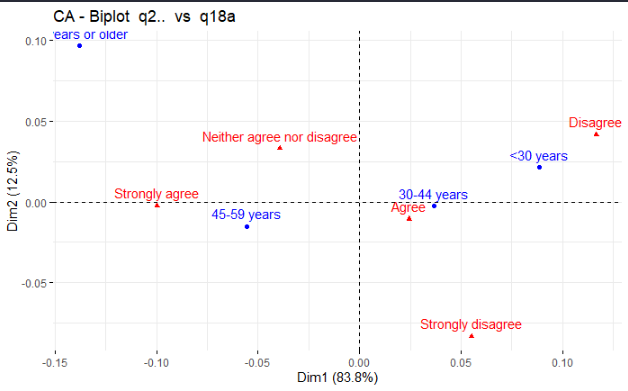 CA - Biplot q2.. vs q18a
years or older
0.10
0.05
Disagree
Neither agree nor disagree
<30 years
Strongly agree
30-44 years
Agree
45-59 years
0.00
Dim2 (12.5%)
-0.05
Strongly disagree
-0.15
-0.10
-0.05
0.00
0.05
0.10
Dim1 (83.8%)